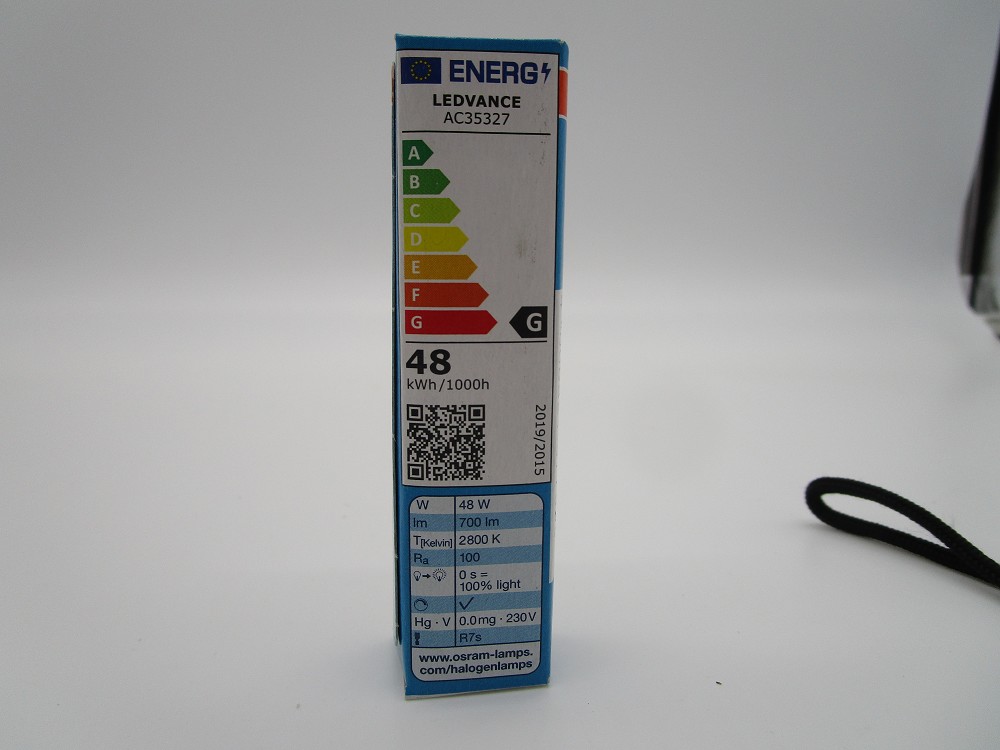 ENERG
LEDVANCE
AC35327
A
B
C
D
E
F
G
G
48
kWh/1000h
2019/2015
W 48 W
lm 700 lm
T[Kelvin] 2800 K
Ra 100
0 s =
100% light
Hg · V 0.0mg · 230V
R7s
www.osram-lamps.
com/halogenlamps